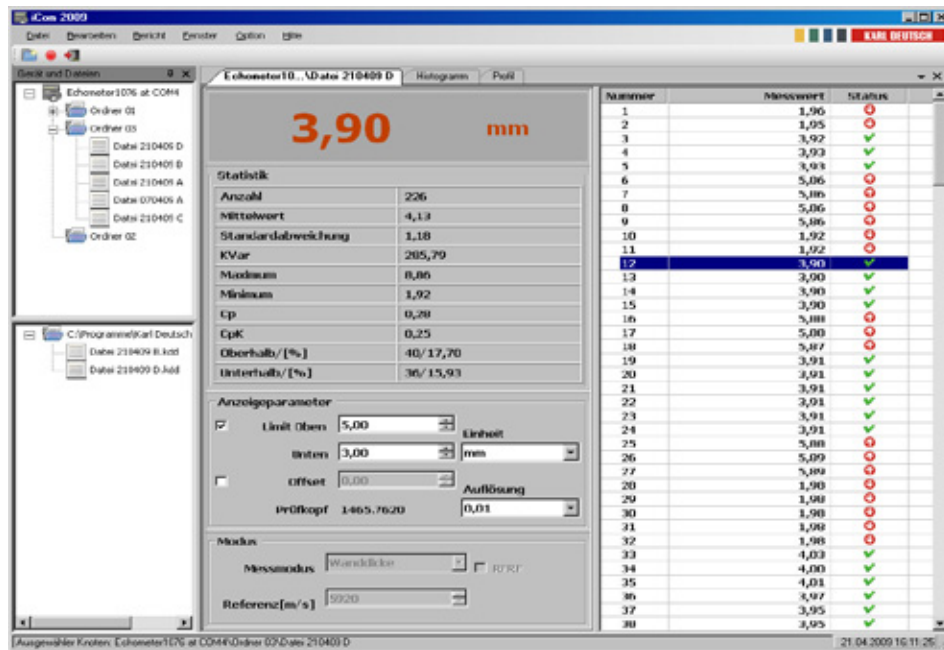 iCom 2009
Datei Bearbeiten Bericht Fenster Option Hilfe
KARL DEUTSCH
Gerät und Dateien
Echometer1076 at COM4
Ordner 01
Ordner 03
Datei 210409 D
Datei 210409 B
Datei 210409 A
Datei 070409 A
Datei 210409 C
Ordner 02
C:\Programme\Karl Deutsch
Datei 210409 B.kdd
Datei 210409 D.kdd
Echometer10...\Datei 210409 D Histogramm Profil
3,90 mm
Statistik
Anzahl 226
Mittelwert 4,13
Standardabweichung 1,18
KVar 285,79
Maximum 8,86
Minimum 1,92
Cp 0,28
CpK 0,25
Oberhalb/[%] 40/17,70
Unterhalb/[%] 36/15,93
Anzeigeparameter
Limit Oben 5,00
Einheit
Unten 3,00 mm
Offset 0,00
Auflösung
Prüfkopf 1465.7620 0,01
Modus
Messmodus Wanddicke RFRF
Referenz[m/s] 5920
Nummer Messwert Status
1 1,96
2 1,95
3 3,92
4 3,93
5 3,93
6 5,86
7 5,86
8 5,86
9 5,86
10 1,92
11 1,92
12 3,90
13 3,90
14 3,90
15 3,90
16 5,88
17 5,88
18 5,87
19 3,91
20 3,91
21 3,91
22 3,91
23 3,91
24 3,91
25 5,88
26 5,89
27 5,89
28 1,98
29 1,98
30 1,98
31 1,98
32 1,98
33 4,03
34 4,00
35 4,01
36 3,97
37 3,95
38 3,95
Ausgewähler Knoten: Echometer1076 at COM4\Ordner 03\Datei 210409 D 21.04.2009 16:11:25